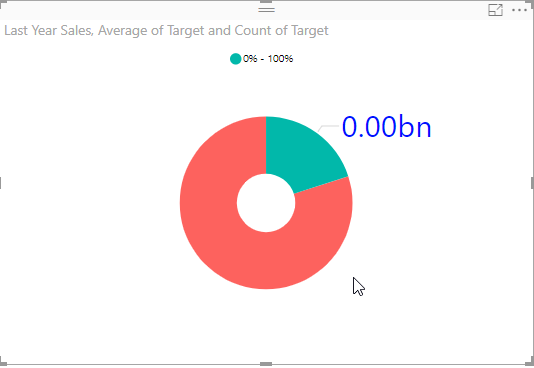 Last Year Sales, Average of Target and Count of Target
0% - 100%
0.00bn